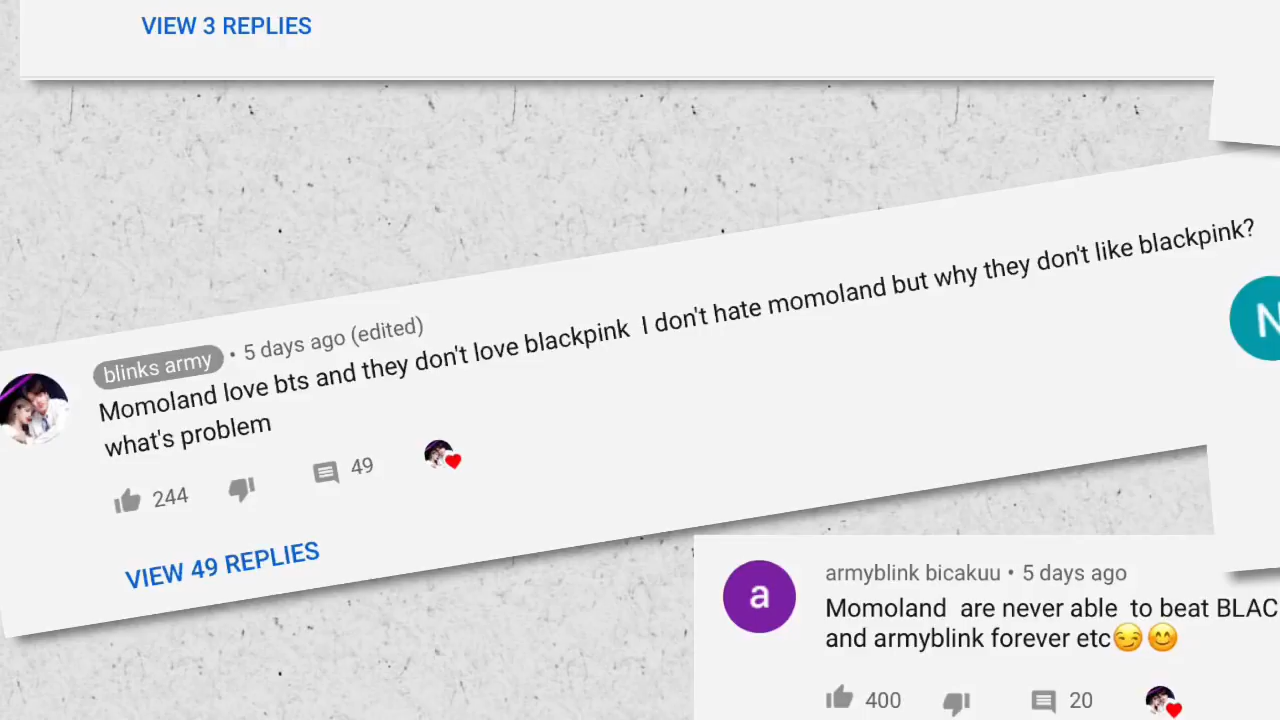 VIEW 3 REPLIES
blinks army • 5 days ago (edited)
Momoland love bts and they don't love blackpink I don't hate momoland but why they don't like blackpink?
what's problem
244 49
VIEW 49 REPLIES
N
a
armyblink bicakuu • 5 days ago
Momoland are never able to beat BLAC
and armyblink forever etc😏😊
400 20